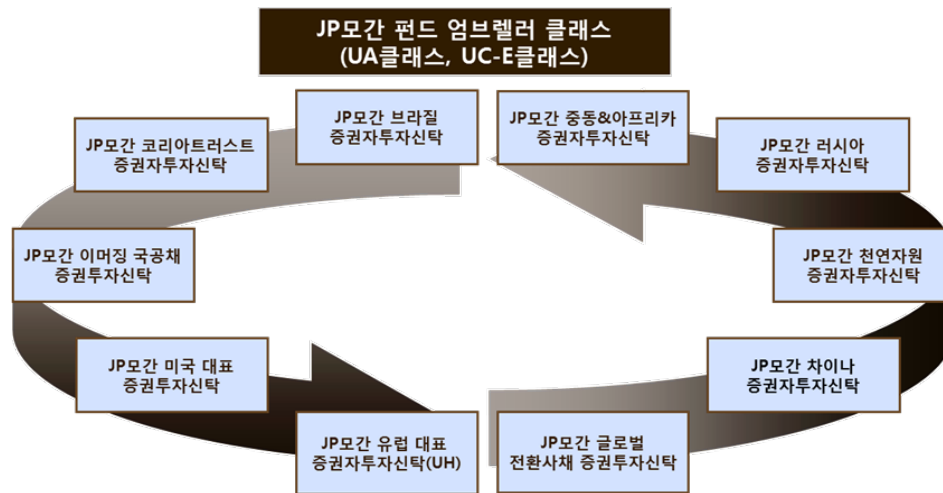 JP모간 펀드 엄브렐러 클래스
(UA클래스, UC-E클래스)
JP모간 브라질
증권자투자신탁
JP모간 중동&아프리카
증권자투자신탁
JP모간 코리아트러스트
증권자투자신탁
JP모간 러시아
증권자투자신탁
JP모간 이머징 국공채
증권투자신탁
JP모간 천연자원
증권자투자신탁
JP모간 미국 대표
증권투자신탁
JP모간 차이나
증권자투자신탁
JP모간 유럽 대표
증권자투자신탁(UH)
JP모간 글로벌
전환사채 증권투자신탁